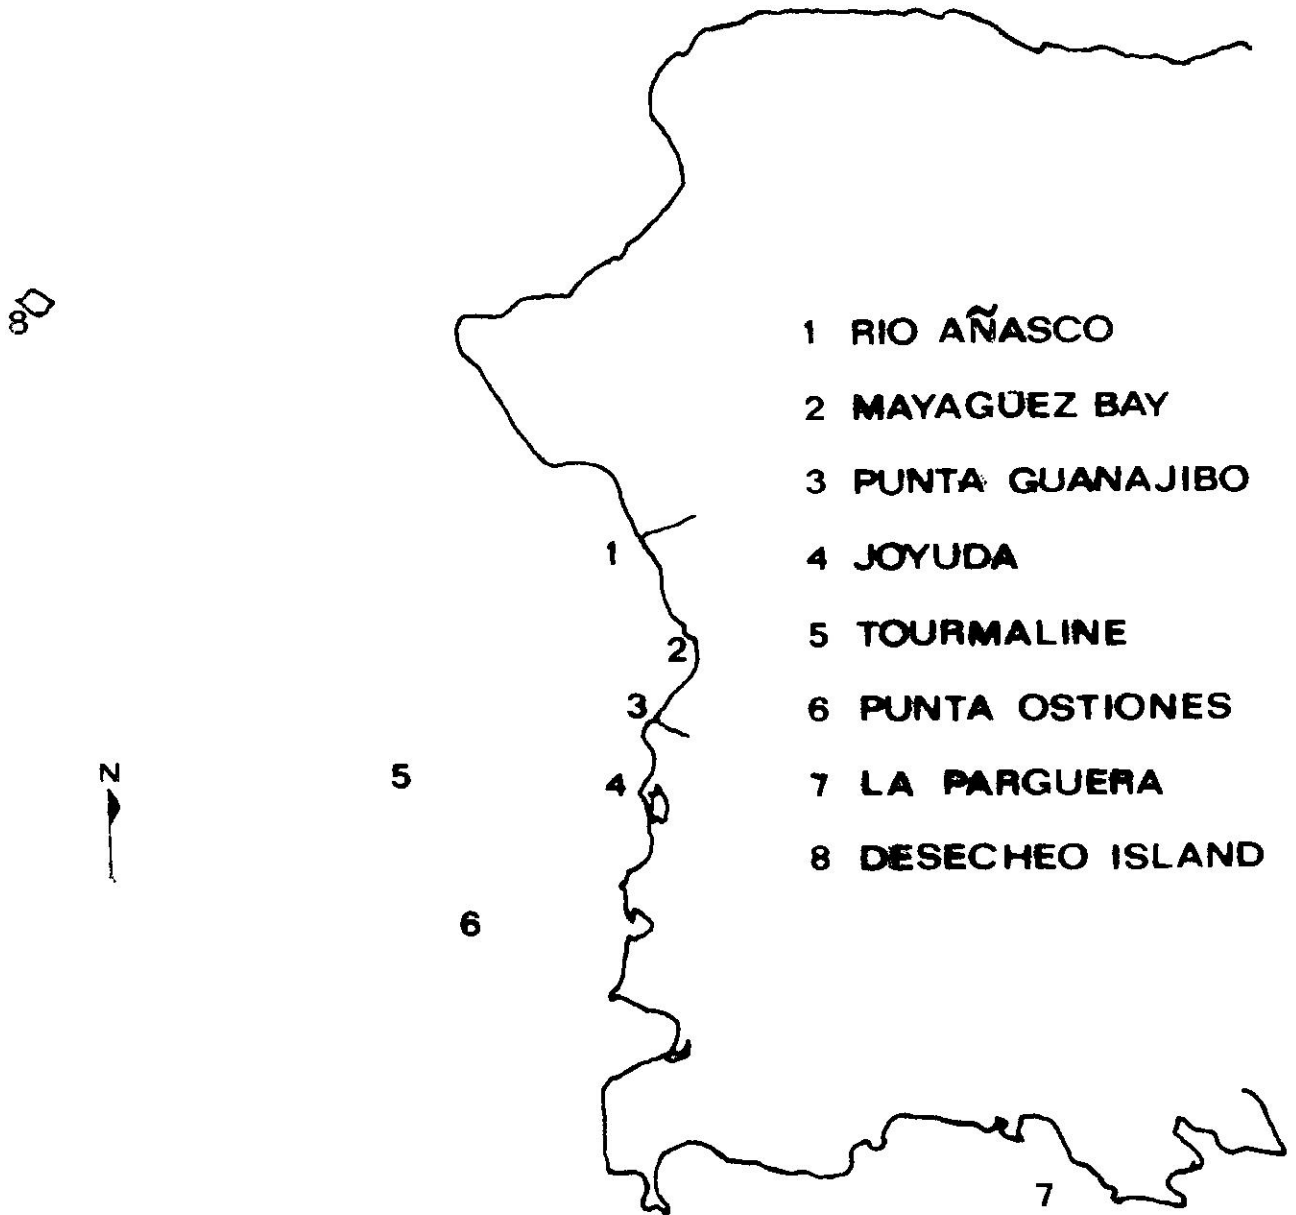 8
1 RIO AÑASCO
2 MAYAGÜEZ BAY
3 PUNTA GUANAJIBO
4 JOYUDA
5 TOURMALINE
6 PUNTA OSTIONES
7 LA PARGUERA
8 DESECHEO ISLAND
1
2
3
N
5
4
6
7